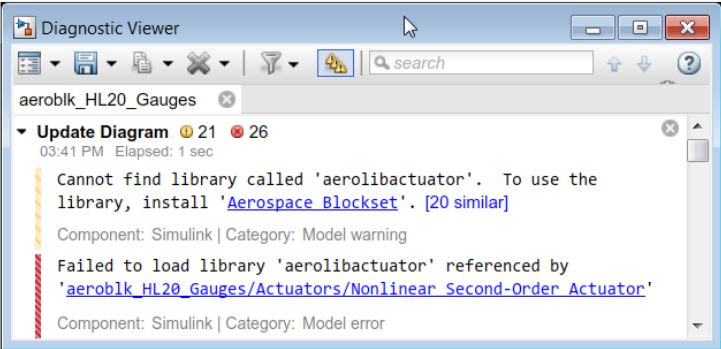 Diagnostic Viewer
search
aeroblk_HL20_Gauges
Update Diagram 21 26
03:41 PM Elapsed: 1 sec
Cannot find library called 'aerolibactuator'. To use the
library, install 'Aerospace Blockset'. [20 similar]
Component: Simulink | Category: Model warning
Failed to load library 'aerolibactuator' referenced by
'aeroblk_HL20_Gauges/Actuators/Nonlinear Second-Order Actuator'
Component: Simulink | Category: Model error